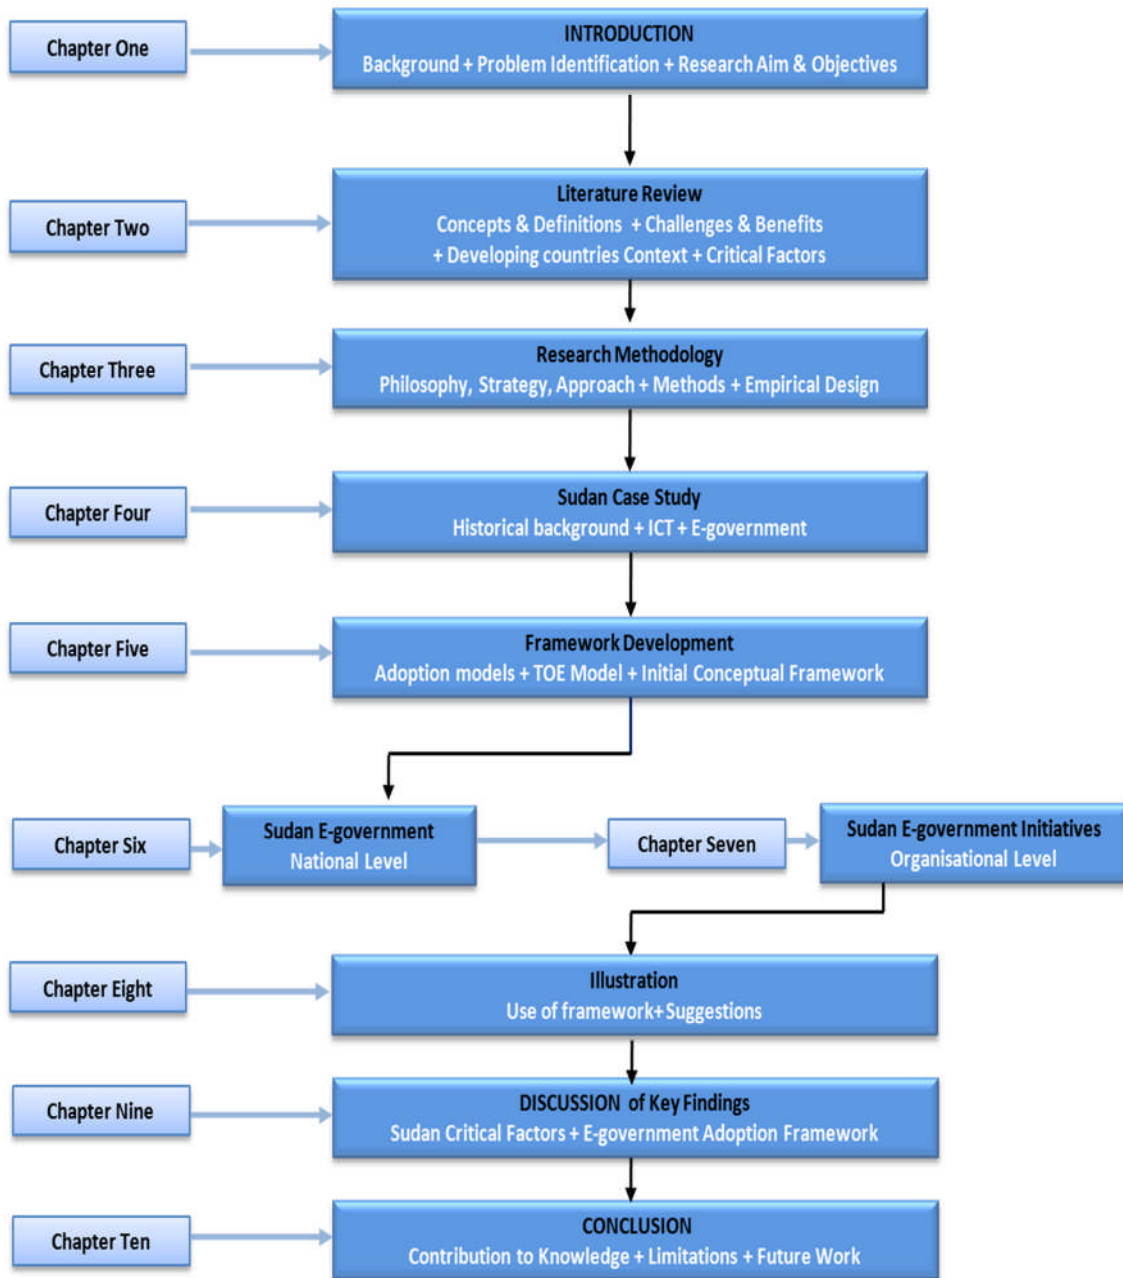 Chapter One
INTRODUCTION
Background + Problem Identification + Research Aim & Objectives
Chapter Two
Literature Review
Concepts & Definitions + Challenges & Benefits
+ Developing countries Context + Critical Factors
Chapter Three
Research Methodology
Philosophy, Strategy, Approach + Methods + Empirical Design
Chapter Four
Sudan Case Study
Historical background + ICT + E-government
Chapter Five
Framework Development
Adoption models + TOE Model + Initial Conceptual Framework
Chapter Six
Sudan E-government
National Level
Chapter Seven
Sudan E-government Initiatives
Organisational Level
Chapter Eight
Illustration
Use of framework+ Suggestions
Chapter Nine
DISCUSSION of Key Findings
Sudan Critical Factors + E-government Adoption Framework
Chapter Ten
CONCLUSION
Contribution to Knowledge + Limitations + Future Work